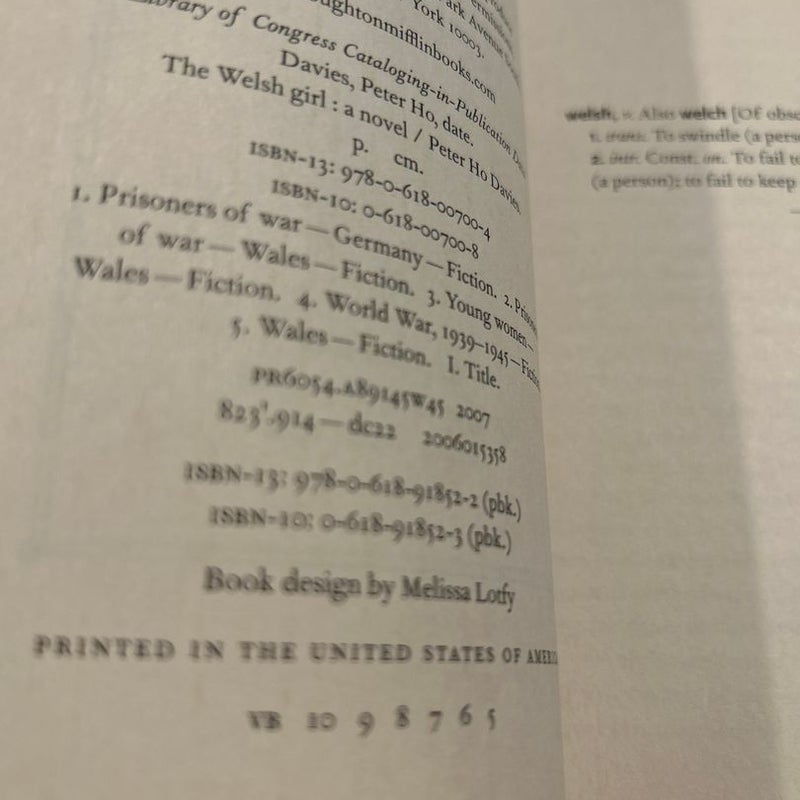 York 10003.
oughtonmifflinbooks.com
Library of Congress Cataloging-in-Publication
Davies, Peter Ho, date.
The Welsh girl : a novel / Peter Ho Davies.
p. cm.
ISBN-13: 978-0-618-00700-4
ISBN-10: 0-618-00700-8
1. Prisoners of war—Germany—Fiction. 2. Prisoners
of war—Wales—Fiction. 3. Young women—
Wales—Fiction. 4. World War, 1939–1945—Fiction.
5. Wales—Fiction. I. Title.
PR6054.A89145W45 2007
823'.914—dc22 2006015358
ISBN-13: 978-0-618-91852-2 (pbk.)
ISBN-10: 0-618-91852-3 (pbk.)
Book design by Melissa Lotfy
PRINTED IN THE UNITED STATES OF AMERI
VB 10 9 8 7 6 5
welsh, v. Also welch [OF obs
1. trans. To swindle (a pers
2. intr. Const. on. To fail t
(a person); to fail to keep